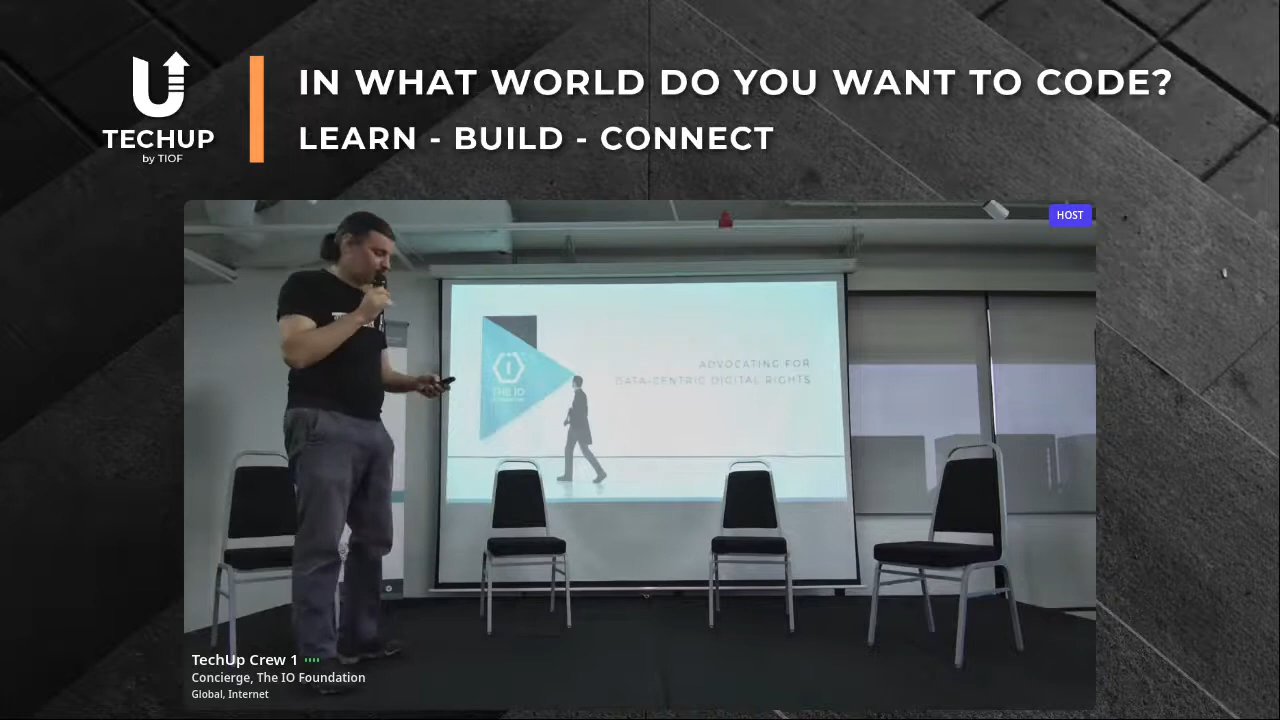 IN WHAT WORLD DO YOU WANT TO CODE?
LEARN - BUILD - CONNECT
TECHUP
by TIOF
HOST
THE IO
ADVOCATING FOR
DATA-CENTRIC DIGITAL RIGHTS
TechUp Crew 1
Concierge, The IO Foundation
Global, Internet